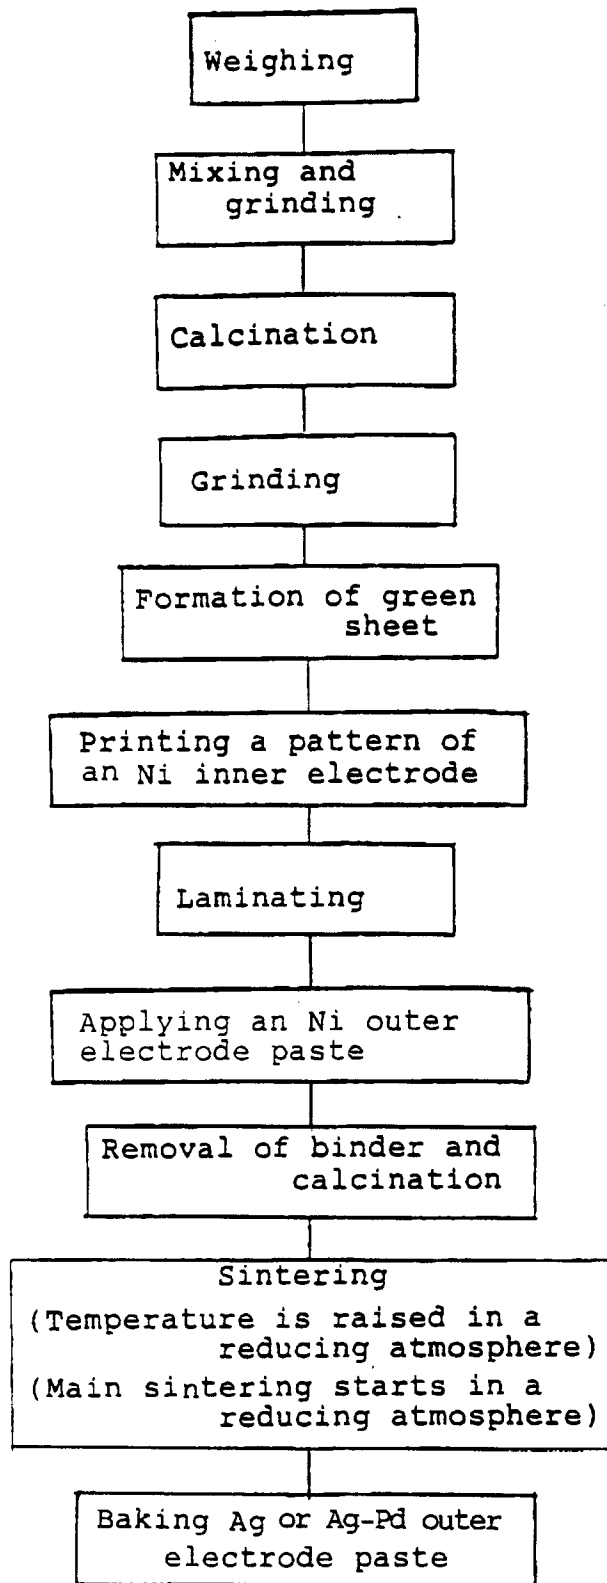 Weighing
Mixing and
grinding
Calcination
Grinding
Formation of green
sheet
Printing a pattern of
an Ni inner electrode
Laminating
Applying an Ni outer
electrode paste
Removal of binder and
calcination
Sintering
(Temperature is raised in a
reducing atmosphere)
(Main sintering starts in a
reducing atmosphere)
Baking Ag or Ag-Pd outer
electrode paste